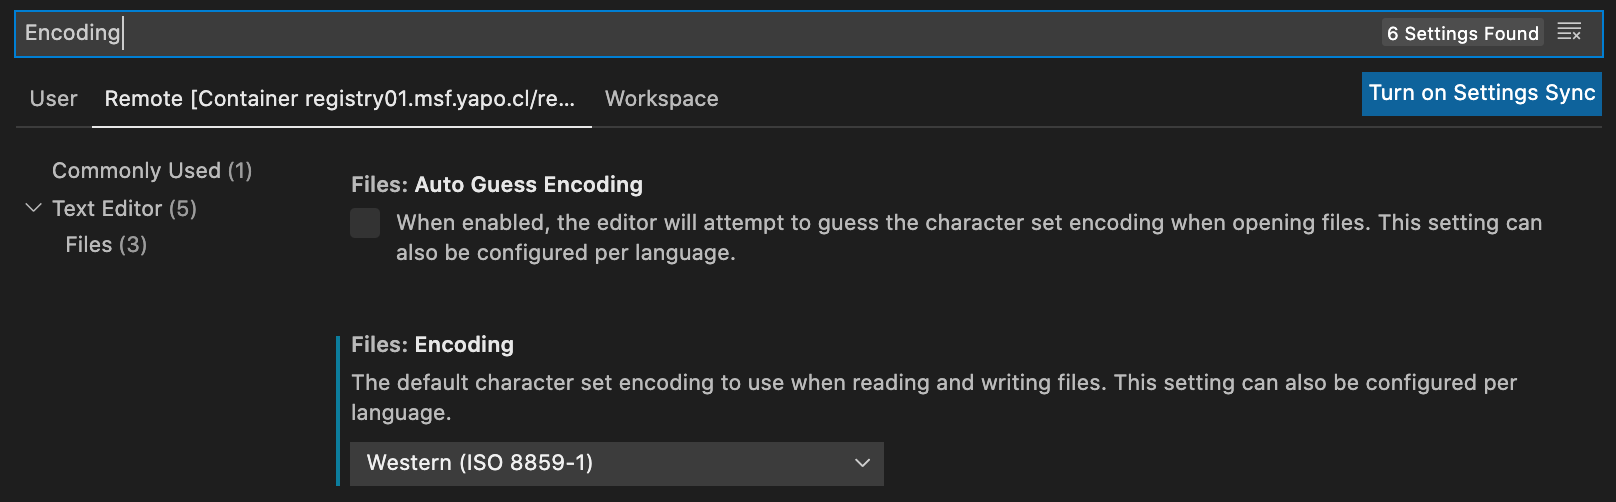 Encoding
6 Settings Found
User
Remote [Container registry01.msf.yapo.cl/re...
Workspace
Turn on Settings Sync
Commonly Used (1)
Text Editor (5)
Files (3)
Files: Auto Guess Encoding
When enabled, the editor will attempt to guess the character set encoding when opening files. This setting can
also be configured per language.
Files: Encoding
The default character set encoding to use when reading and writing files. This setting can also be configured per
language.
Western (ISO 8859-1)